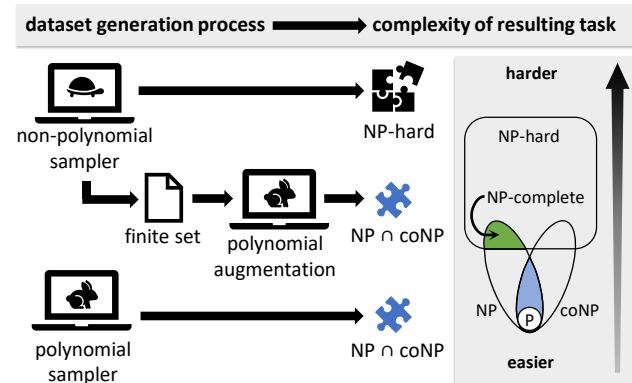 dataset generation process
complexity of resulting task
non-polynomial
sampler
NP-hard
finite set
polynomial
augmentation
NP ∩ coNP
polynomial
sampler
NP ∩ coNP
harder
NP-hard
NP-complete
NP
P
coNP
easier